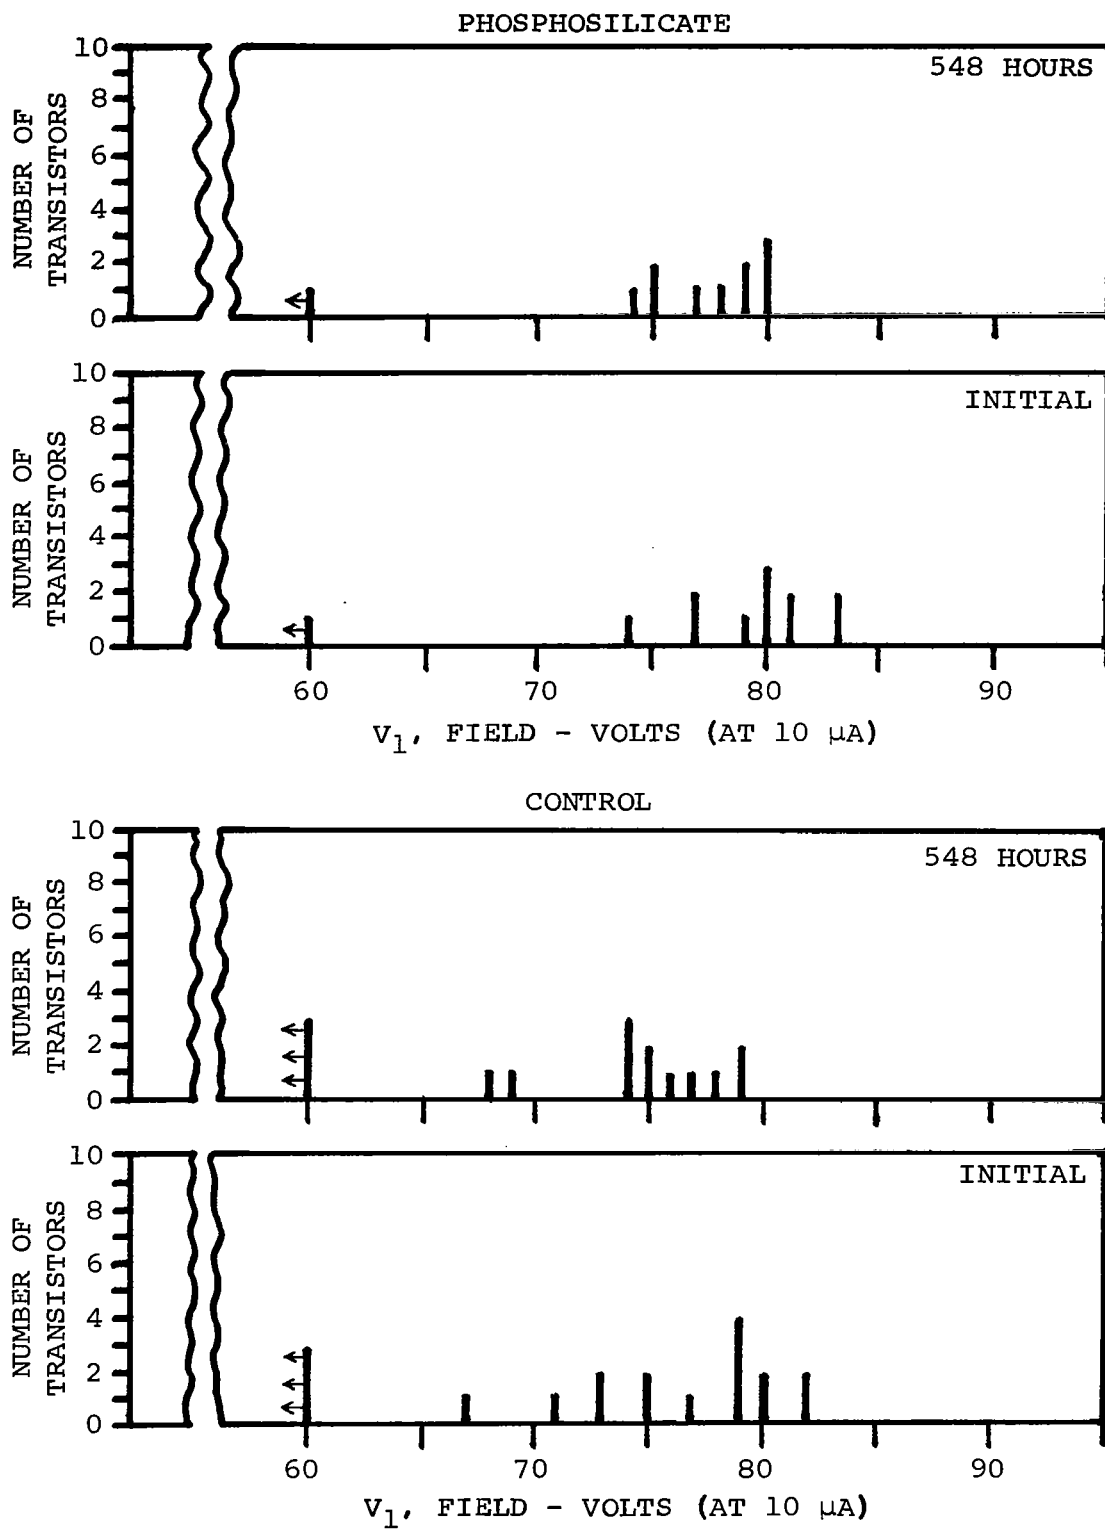 PHOSPHOSILICATE
548 HOURS
NUMBER OF
TRANSISTORS
10
8
6
4
2
0
INITIAL
NUMBER OF
TRANSISTORS
10
8
6
4
2
0
60 70 80 90
V1, FIELD - VOLTS (AT 10 µA)
CONTROL
548 HOURS
NUMBER OF
TRANSISTORS
10
8
6
4
2
0
INITIAL
NUMBER OF
TRANSISTORS
10
8
6
4
2
0
60 70 80 90
V1, FIELD - VOLTS (AT 10 µA)